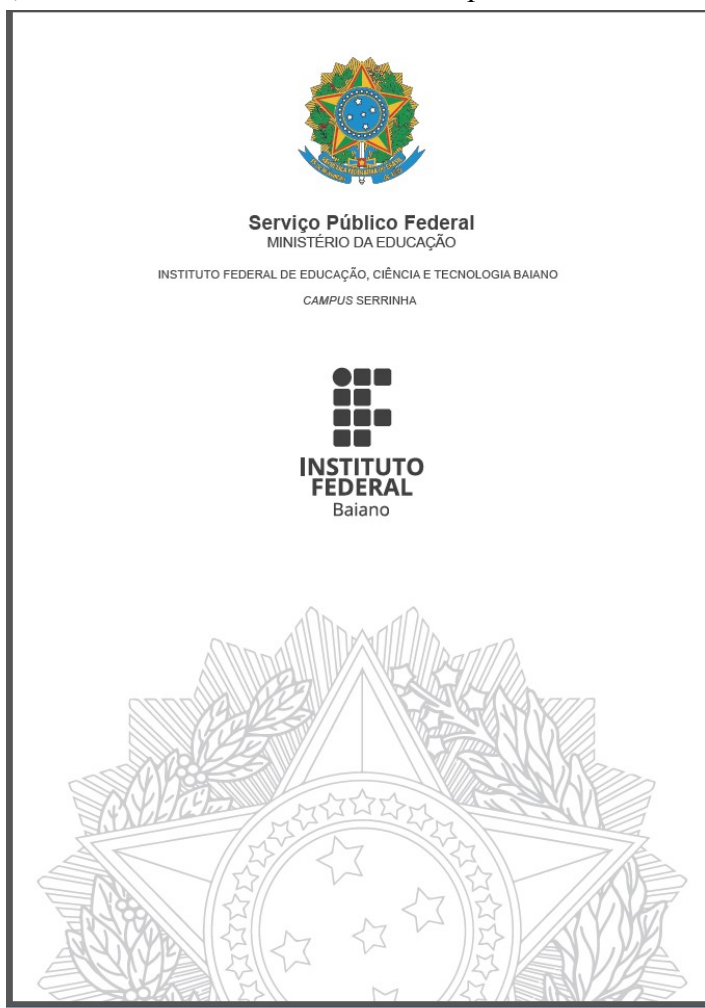 Serviço Público Federal
MINISTÉRIO DA EDUCAÇÃO
INSTITUTO FEDERAL DE EDUCAÇÃO, CIÊNCIA E TECNOLOGIA BAIANO
CAMPUS SERRINHA
INSTITUTO
FEDERAL
Baiano